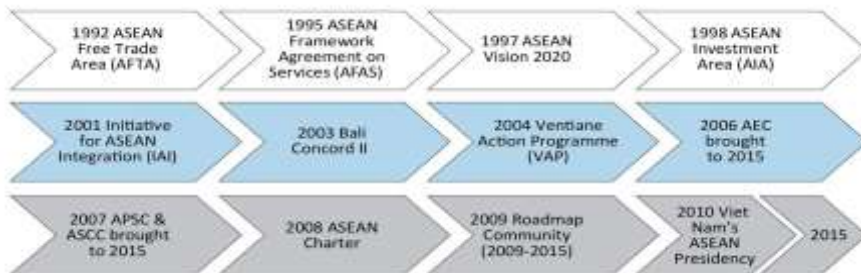 1992 ASEAN
Free Trade
Area (AFTA)
1995 ASEAN
Framework
Agreement on
Services (AFAS)
1997 ASEAN
Vision 2020
1998 ASEAN
Investment
Area (AIA)
2001 Initiative
for ASEAN
Integration (IAI)
2003 Bali
Concord II
2004 Ventiane
Action Programme
(VAP)
2006 AEC
brought
to 2015
2007 APSC &
ASCC brought
to 2015
2008 ASEAN
Charter
2009 Roadmap
Community
(2009-2015)
2010 Viet
Nam's
ASEAN
Presidency
2015